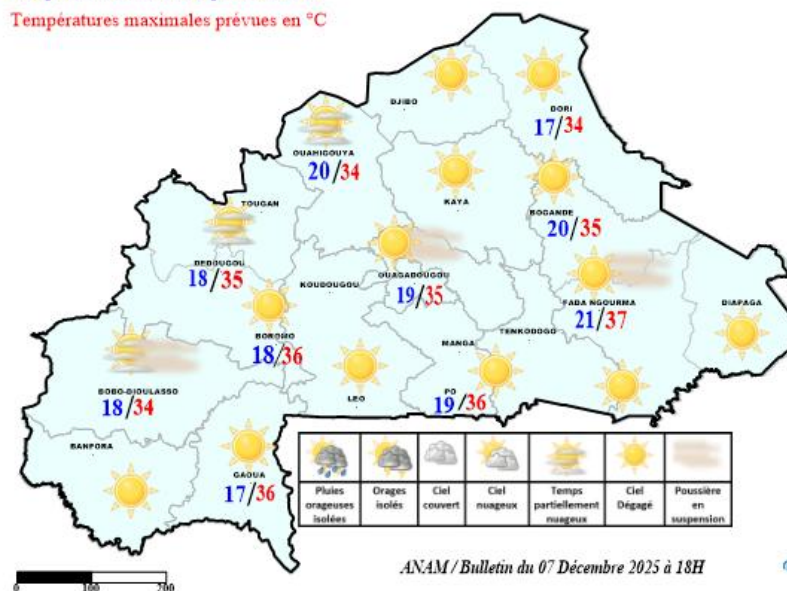 Températures maximales prévues en °C
DJIBO
DORI
17/34
OUAHIGOUYA
20/34
KAYA
TOUGAN
BOGANDE
20/35
DEDOUGOU
18/35
KOUDOUGOU
OUAGADOUGOU
19/35
FADA NGOURMA
21/37
DIAPAGA
BOROMO
18/36
MANGA
TENKODOGO
BOBO-DIOULASSO
18/34
LEO
PO
19/36
BANFORA
GAOUA
17/36
Pluies orageuses isolées
Orages isolés
Ciel couvert
Ciel nuageux
Temps partiellement nuageux
Ciel Dégagé
Poussière en suspension
ANAM / Bulletin du 07 Décembre 2025 à 18H
0 100 200